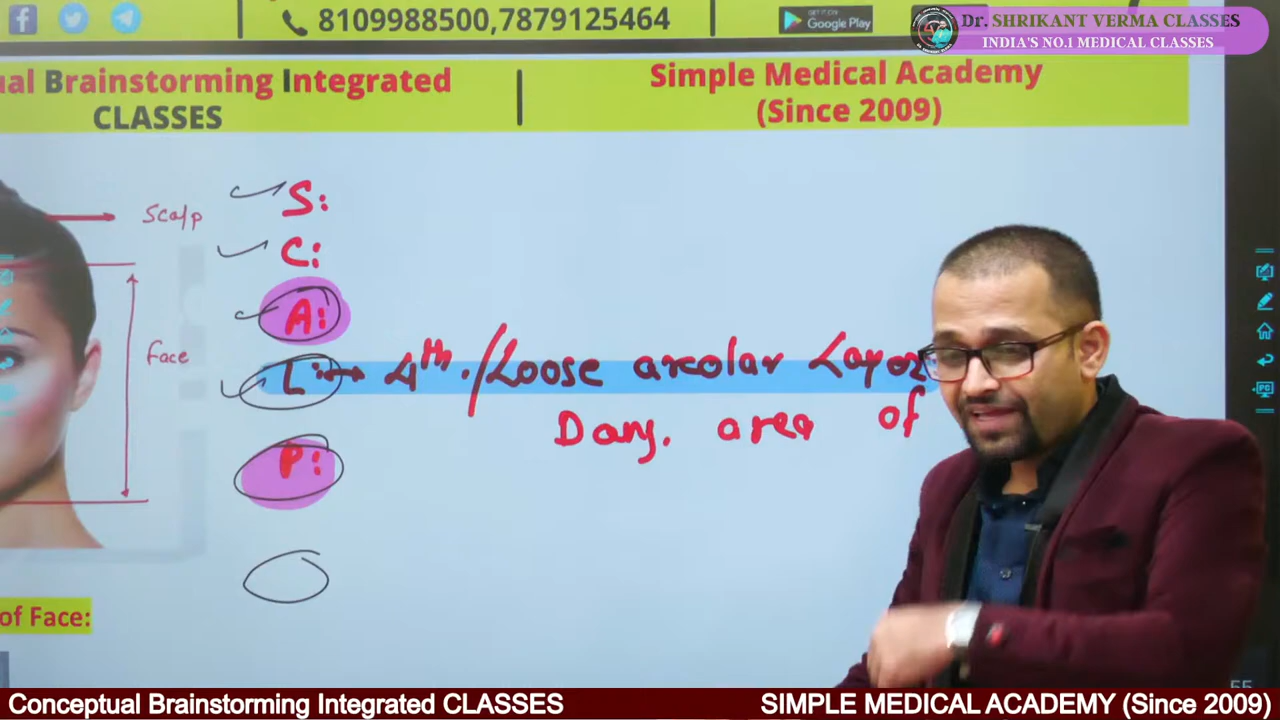 8109988500,7879125464
GET IT ON
Google Play
Dr. SHRIKANT VERMA CLASSES
INDIA'S NO.1 MEDICAL CLASSES
ual Brainstorming Integrated
CLASSES
Simple Medical Academy
(Since 2009)
Scalp
Face
S:
C:
A:
L: → 4th./Loose areolar Layer
Dang. area of
P:
of Face:
55
Conceptual Brainstorming Integrated CLASSES
SIMPLE MEDICAL ACADEMY (Since 2009)